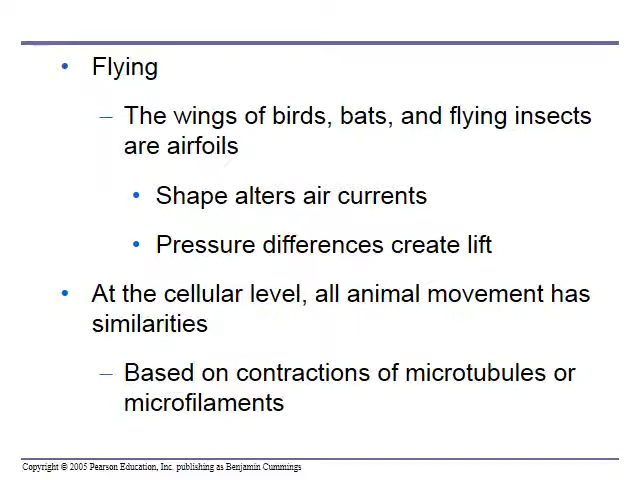 • Flying
– The wings of birds, bats, and flying insects
are airfoils
• Shape alters air currents
• Pressure differences create lift
• At the cellular level, all animal movement has
similarities
– Based on contractions of microtubules or
microfilaments
Copyright © 2005 Pearson Education, Inc. publishing as Benjamin Cummings